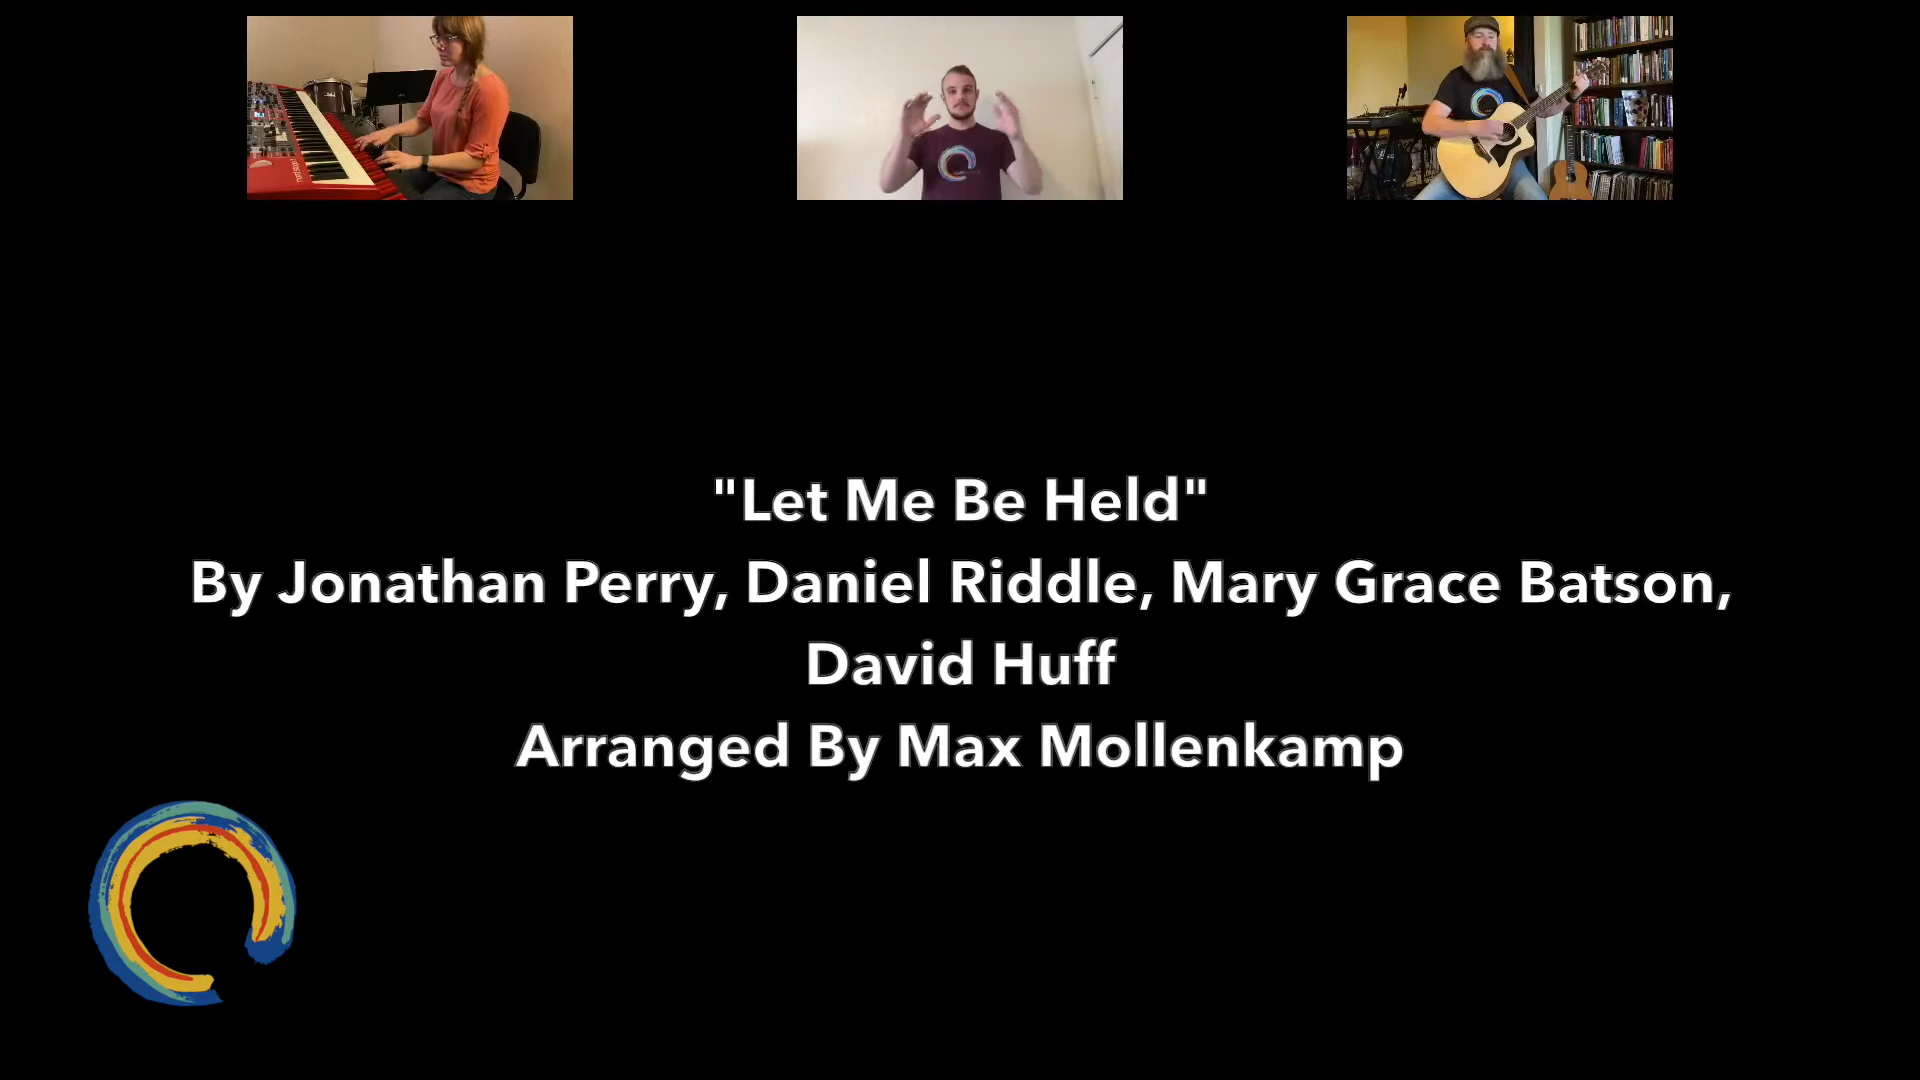 "Let Me Be Held"
By Jonathan Perry, Daniel Riddle, Mary Grace Batson,
David Huff
Arranged By Max Mollenkamp